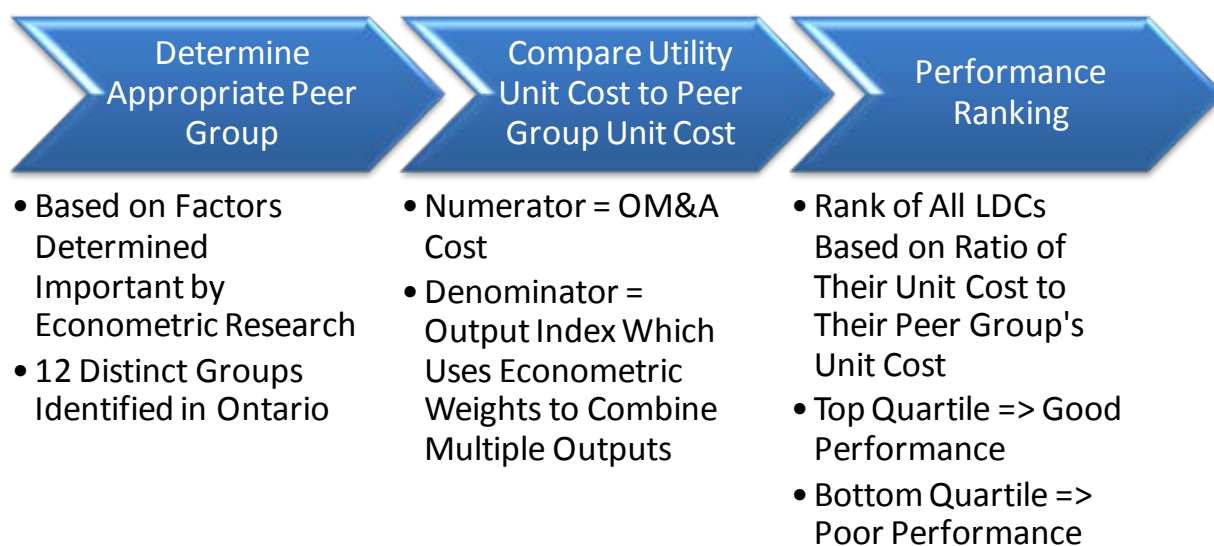 Determine
Appropriate Peer
Group
• Based on Factors
Determined
Important by
Econometric Research
• 12 Distinct Groups
Identified in Ontario
Compare Utility
Unit Cost to Peer
Group Unit Cost
• Numerator = OM&A
Cost
• Denominator =
Output Index Which
Uses Econometric
Weights to Combine
Multiple Outputs
Performance
Ranking
• Rank of All LDCs
Based on Ratio of
Their Unit Cost to
Their Peer Group's
Unit Cost
• Top Quartile => Good
Performance
• Bottom Quartile =>
Poor Performance